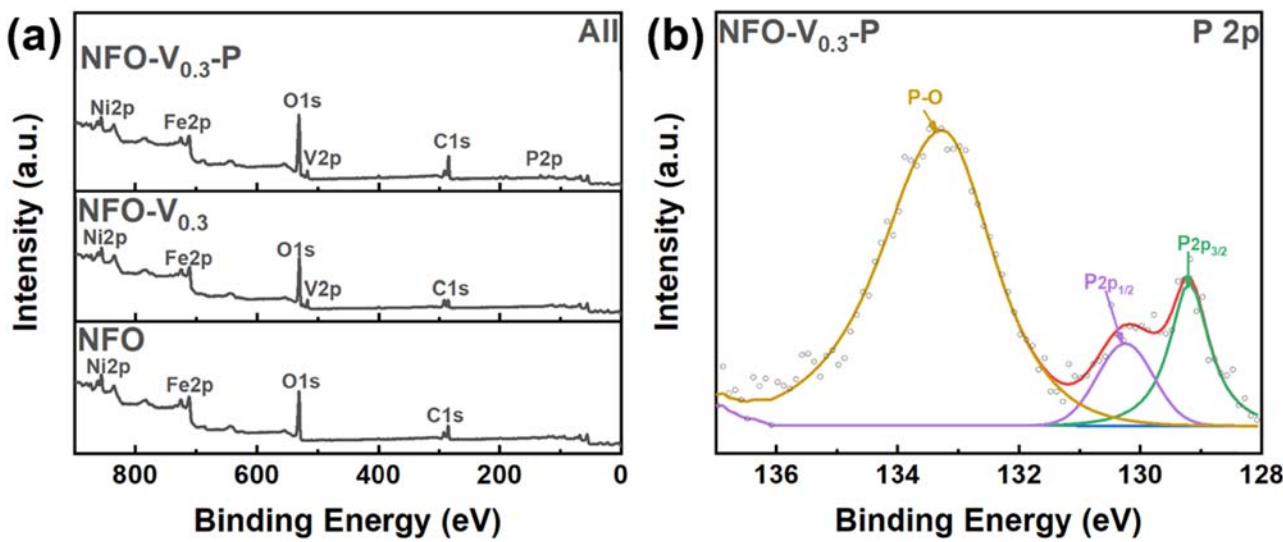 (a)
All
NFO-V0.3-P
Ni2p
Fe2p
O1s
V2p
C1s
P2p
NFO-V0.3
Ni2p
Fe2p
O1s
V2p
C1s
NFO
Ni2p
Fe2p
O1s
C1s
Intensity (a.u.)
800 600 400 200 0
Binding Energy (eV)
(b)
NFO-V0.3-P
P 2p
P-O
P2p1/2
P2p3/2
Intensity (a.u.)
136 134 132 130 128
Binding Energy (eV)